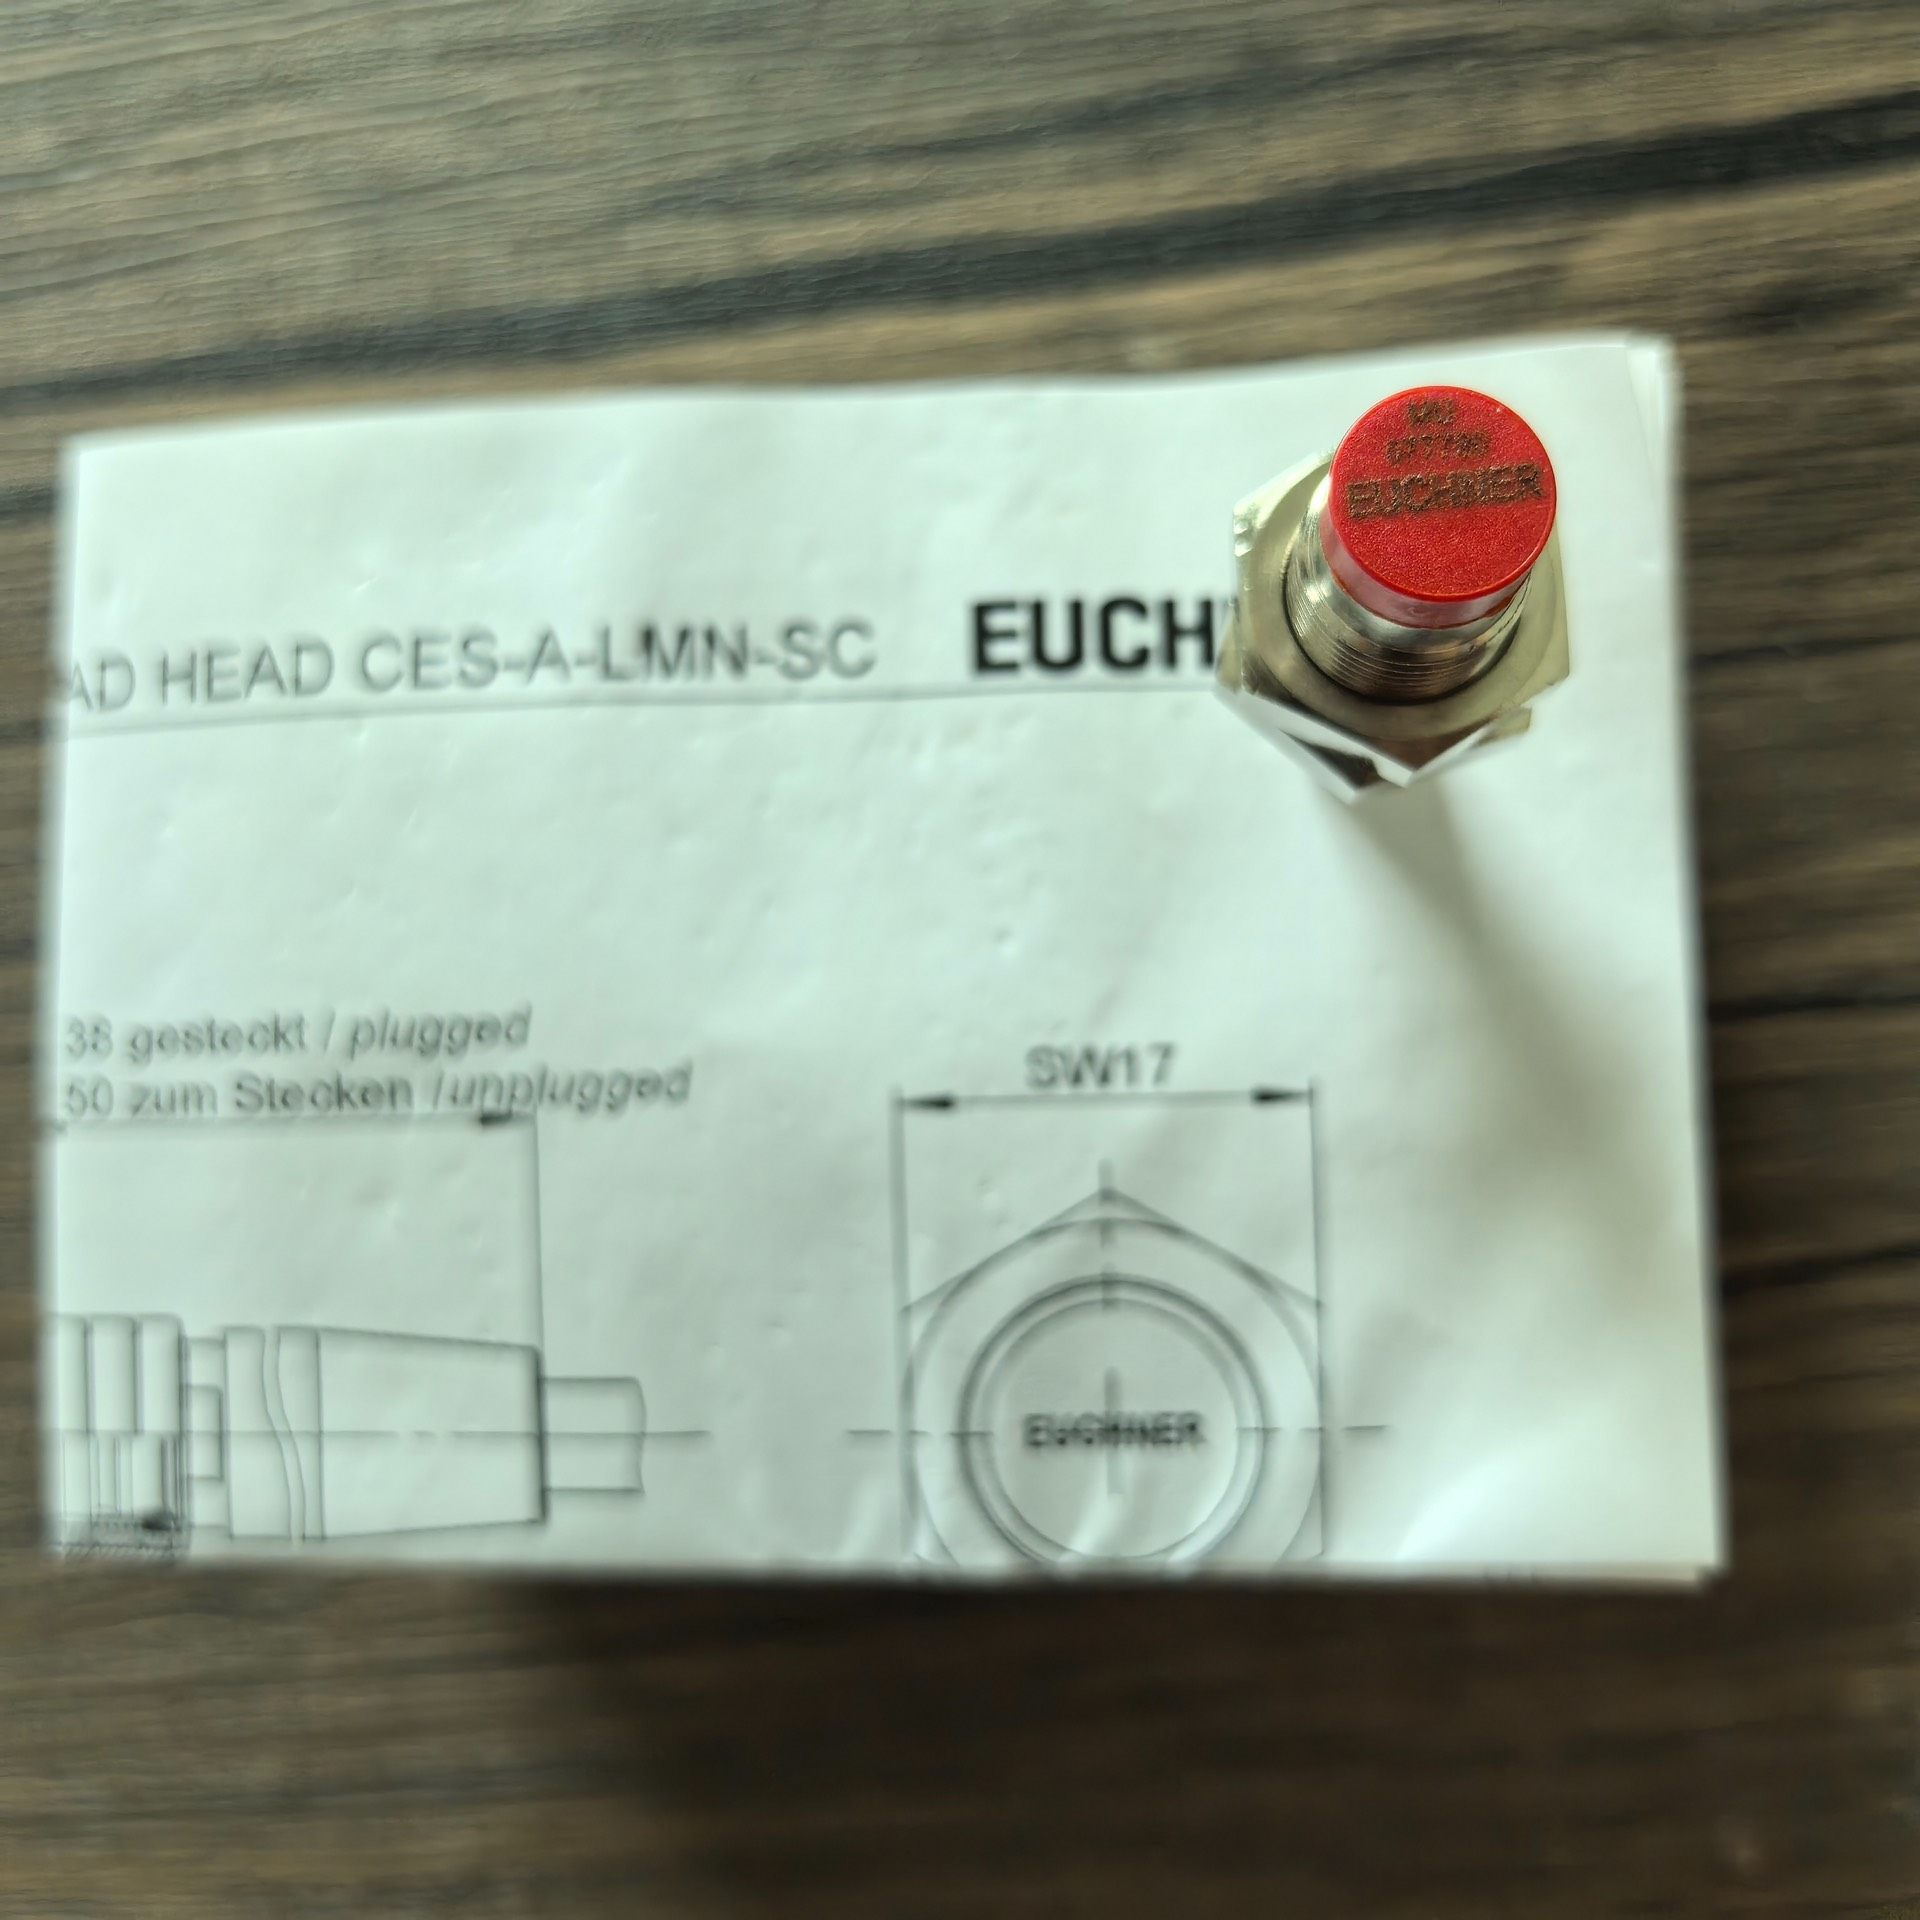 EUCHNER
AD HEAD CES-A-LMN-SC
EUCH
38 gesteckt / plugged
50 zum Stecken / unplugged
SW17
EUCHNER